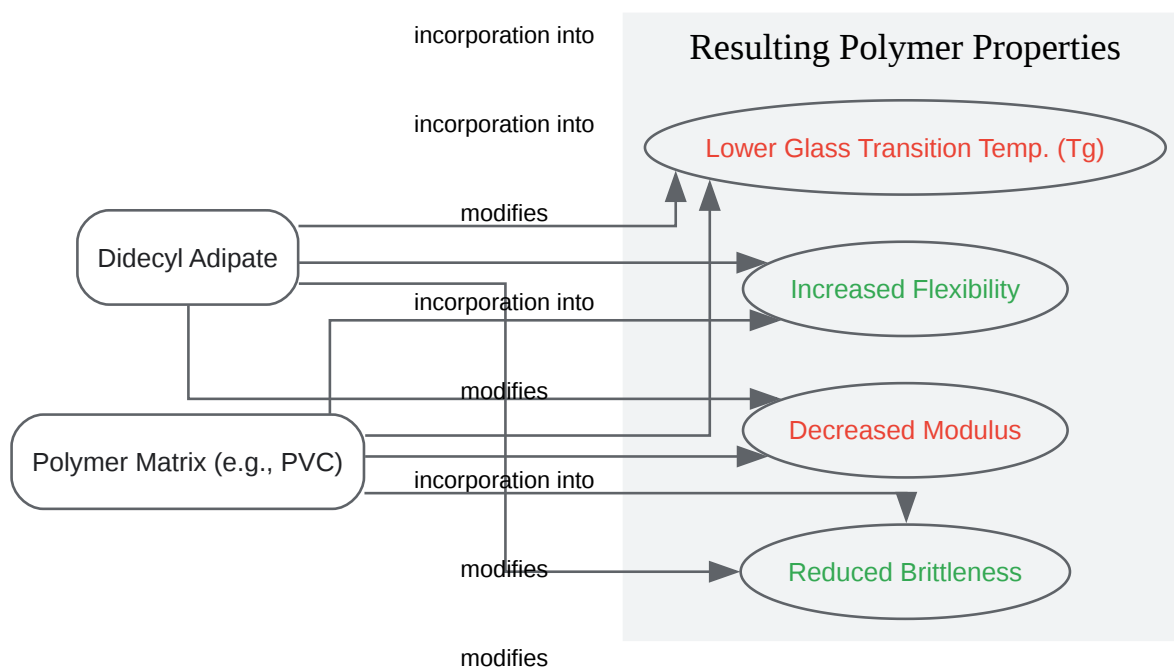 incorporation into
Resulting Polymer Properties
incorporation into
Lower Glass Transition Temp. (Tg)
modifies
Didecyl Adipate
Increased Flexibility
incorporation into
modifies
Decreased Modulus
Polymer Matrix (e.g., PVC)
incorporation into
modifies
Reduced Brittleness
modifies